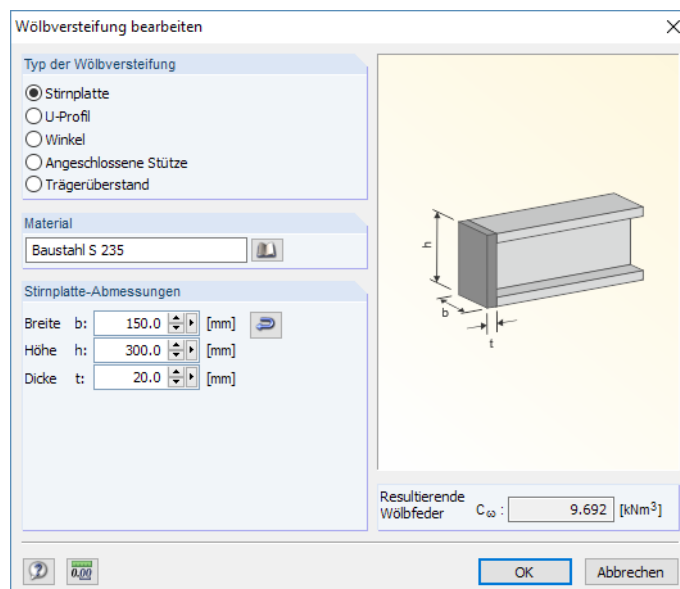 Wölbversteifung bearbeiten
Typ der Wölbversteifung
Stirnplatte
U-Profil
Winkel
Angeschlossene Stütze
Trägerüberstand
Material
Baustahl S 235
Stirnplatte-Abmessungen
Breite b: 150.0 [mm]
Höhe h: 300.0 [mm]
Dicke t: 20.0 [mm]
h
b
t
Resultierende
Wölbfeder Cω : 9.692 [kNm³]
0.00
OK
Abbrechen